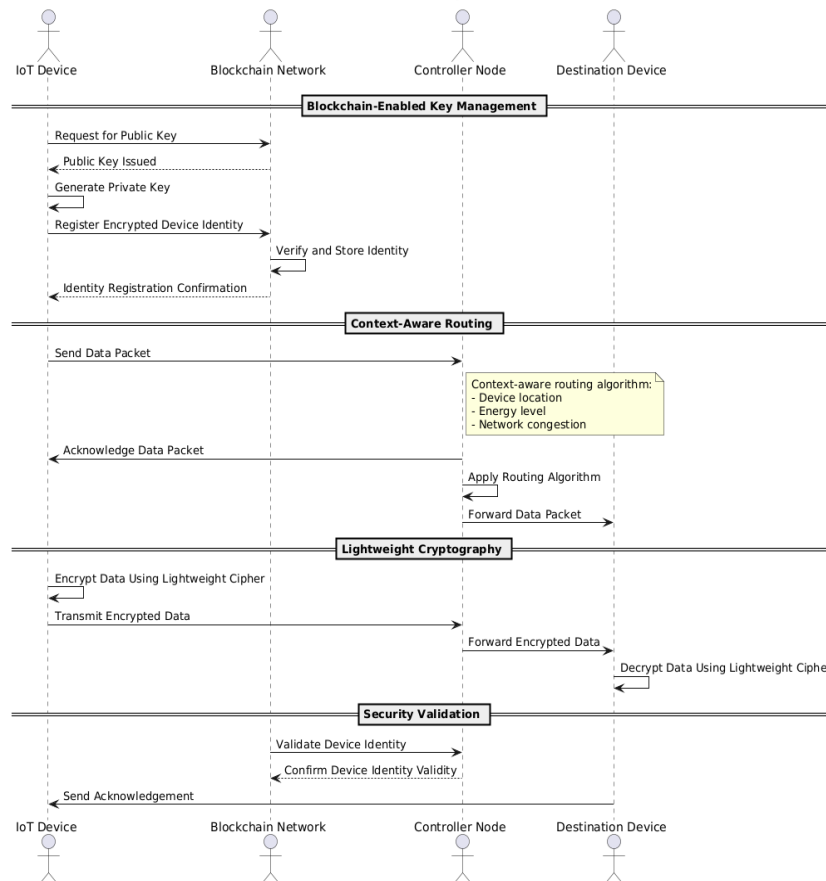 IoT Device
Blockchain Network
Controller Node
Destination Device
Blockchain-Enabled Key Management
Request for Public Key
Public Key Issued
Generate Private Key
Register Encrypted Device Identity
Verify and Store Identity
Identity Registration Confirmation
Context-Aware Routing
Send Data Packet
Context-aware routing algorithm:
- Device location
- Energy level
- Network congestion
Acknowledge Data Packet
Apply Routing Algorithm
Forward Data Packet
Lightweight Cryptography
Encrypt Data Using Lightweight Cipher
Transmit Encrypted Data
Forward Encrypted Data
Decrypt Data Using Lightweight Ciphe
Security Validation
Validate Device Identity
Confirm Device Identity Validity
Send Acknowledgement
IoT Device
Blockchain Network
Controller Node
Destination Device